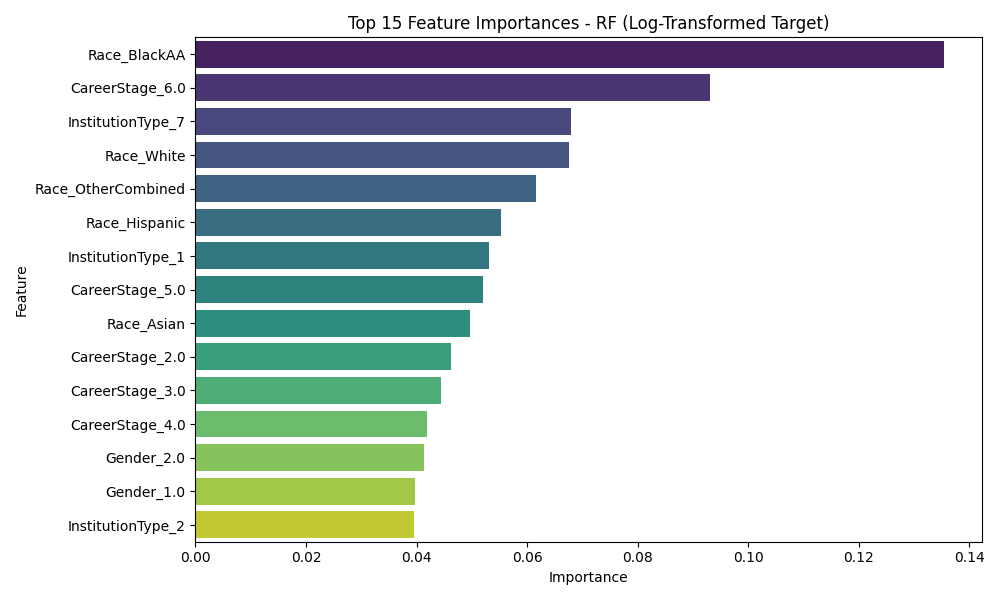 Top 15 Feature Importances - RF (Log-Transformed Target)
Feature
Race_BlackAA
CareerStage_6.0
InstitutionType_7
Race_White
Race_OtherCombined
Race_Hispanic
InstitutionType_1
CareerStage_5.0
Race_Asian
CareerStage_2.0
CareerStage_3.0
CareerStage_4.0
Gender_2.0
Gender_1.0
InstitutionType_2
0.00 0.02 0.04 0.06 0.08 0.10 0.12 0.14
Importance